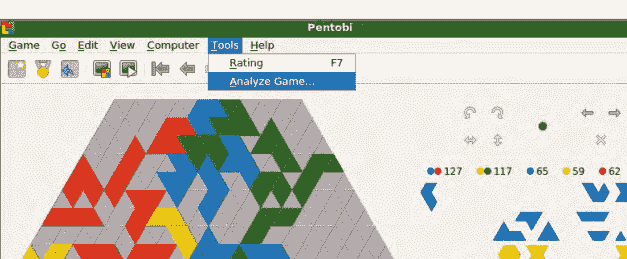 Pentobi
Game Go Edit View Computer Tools Help
Rating F7
Analyze Game...
127 117 65 59 62